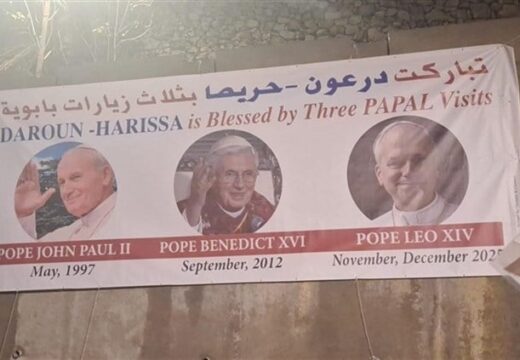 تباركت درعون - حريصا بثلاث زيارات بابوية
DAROUN -HARISSA is Blessed by Three PAPAL Visits
POPE JOHN PAUL II
May, 1997
POPE BENEDICT XVI
September, 2012
POPE LEO XIV
November, December 202